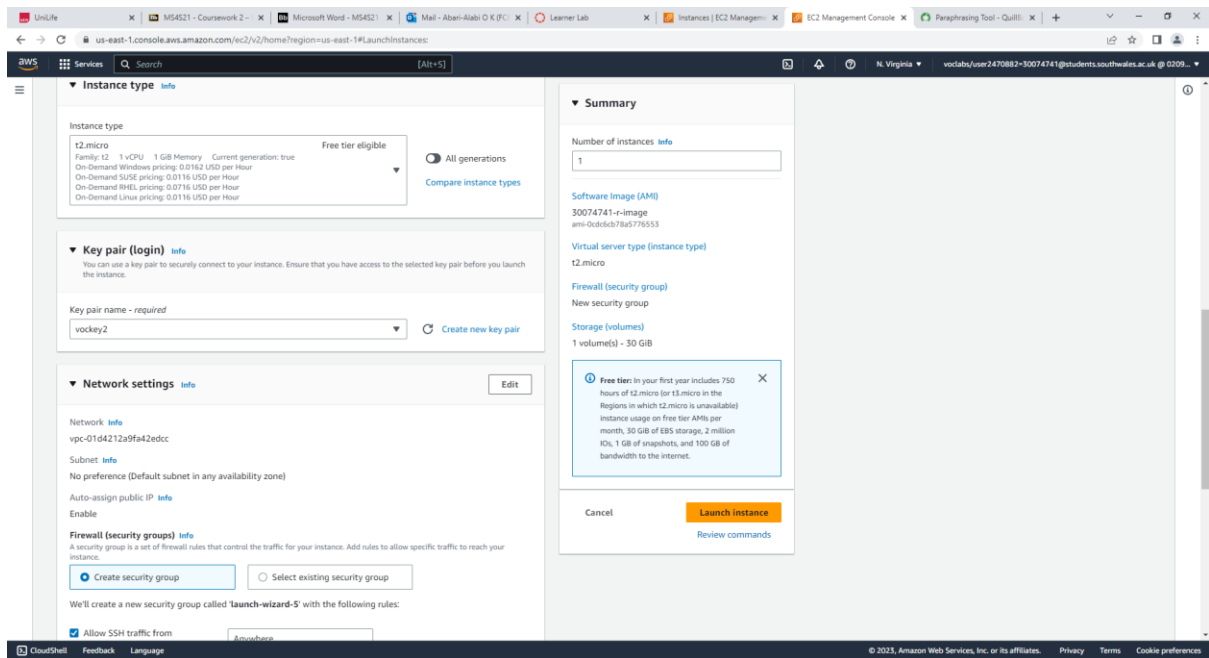 UniLife
MS4S21 - Coursework 2 -
Microsoft Word - MS4S21
Mail - Abari-Alabi O K (FC
Learner Lab
Instances | EC2 Manageme
EC2 Management Console
Paraphrasing Tool - QuillB
us-east-1.console.aws.amazon.com/ec2/v2/home?region=us-east-1#LaunchInstances:
aws
Services
Search
[Alt+S]
N. Virginia
voclabs/user2470882=30074741@students.southwales.ac.uk @ 0209...
Instance type Info
Instance type
t2.micro Free tier eligible
Family: t2 1 vCPU 1 GiB Memory Current generation: true
On-Demand Windows pricing: 0.0162 USD per Hour
On-Demand SUSE pricing: 0.0116 USD per Hour
On-Demand RHEL pricing: 0.0716 USD per Hour
On-Demand Linux pricing: 0.0116 USD per Hour
All generations
Compare instance types
Key pair (login) Info
You can use a key pair to securely connect to your instance. Ensure that you have access to the selected key pair before you launch
the instance.
Key pair name - required
vockey2
Create new key pair
Network settings Info
Edit
Network Info
vpc-01d4212a9fa42edcc
Subnet Info
No preference (Default subnet in any availability zone)
Auto-assign public IP Info
Enable
Firewall (security groups) Info
A security group is a set of firewall rules that control the traffic for your instance. Add rules to allow specific traffic to reach your
instance.
Create security group
Select existing security group
We'll create a new security group called 'launch-wizard-5' with the following rules:
Allow SSH traffic from
Anywhere
Summary
Number of instances Info
1
Software Image (AMI)
30074741-r-image
ami-0cdc6cb78a5776553
Virtual server type (instance type)
t2.micro
Firewall (security group)
New security group
Storage (volumes)
1 volume(s) - 30 GiB
Free tier: In your first year includes 750
hours of t2.micro (or t3.micro in the
Regions in which t2.micro is unavailable)
instance usage on free tier AMIs per
month, 30 GiB of EBS storage, 2 million
IOs, 1 GB of snapshots, and 100 GB of
bandwidth to the internet.
Cancel
Launch instance
Review commands
CloudShell
Feedback
Language
© 2023, Amazon Web Services, Inc. or its affiliates.
Privacy
Terms
Cookie preferences